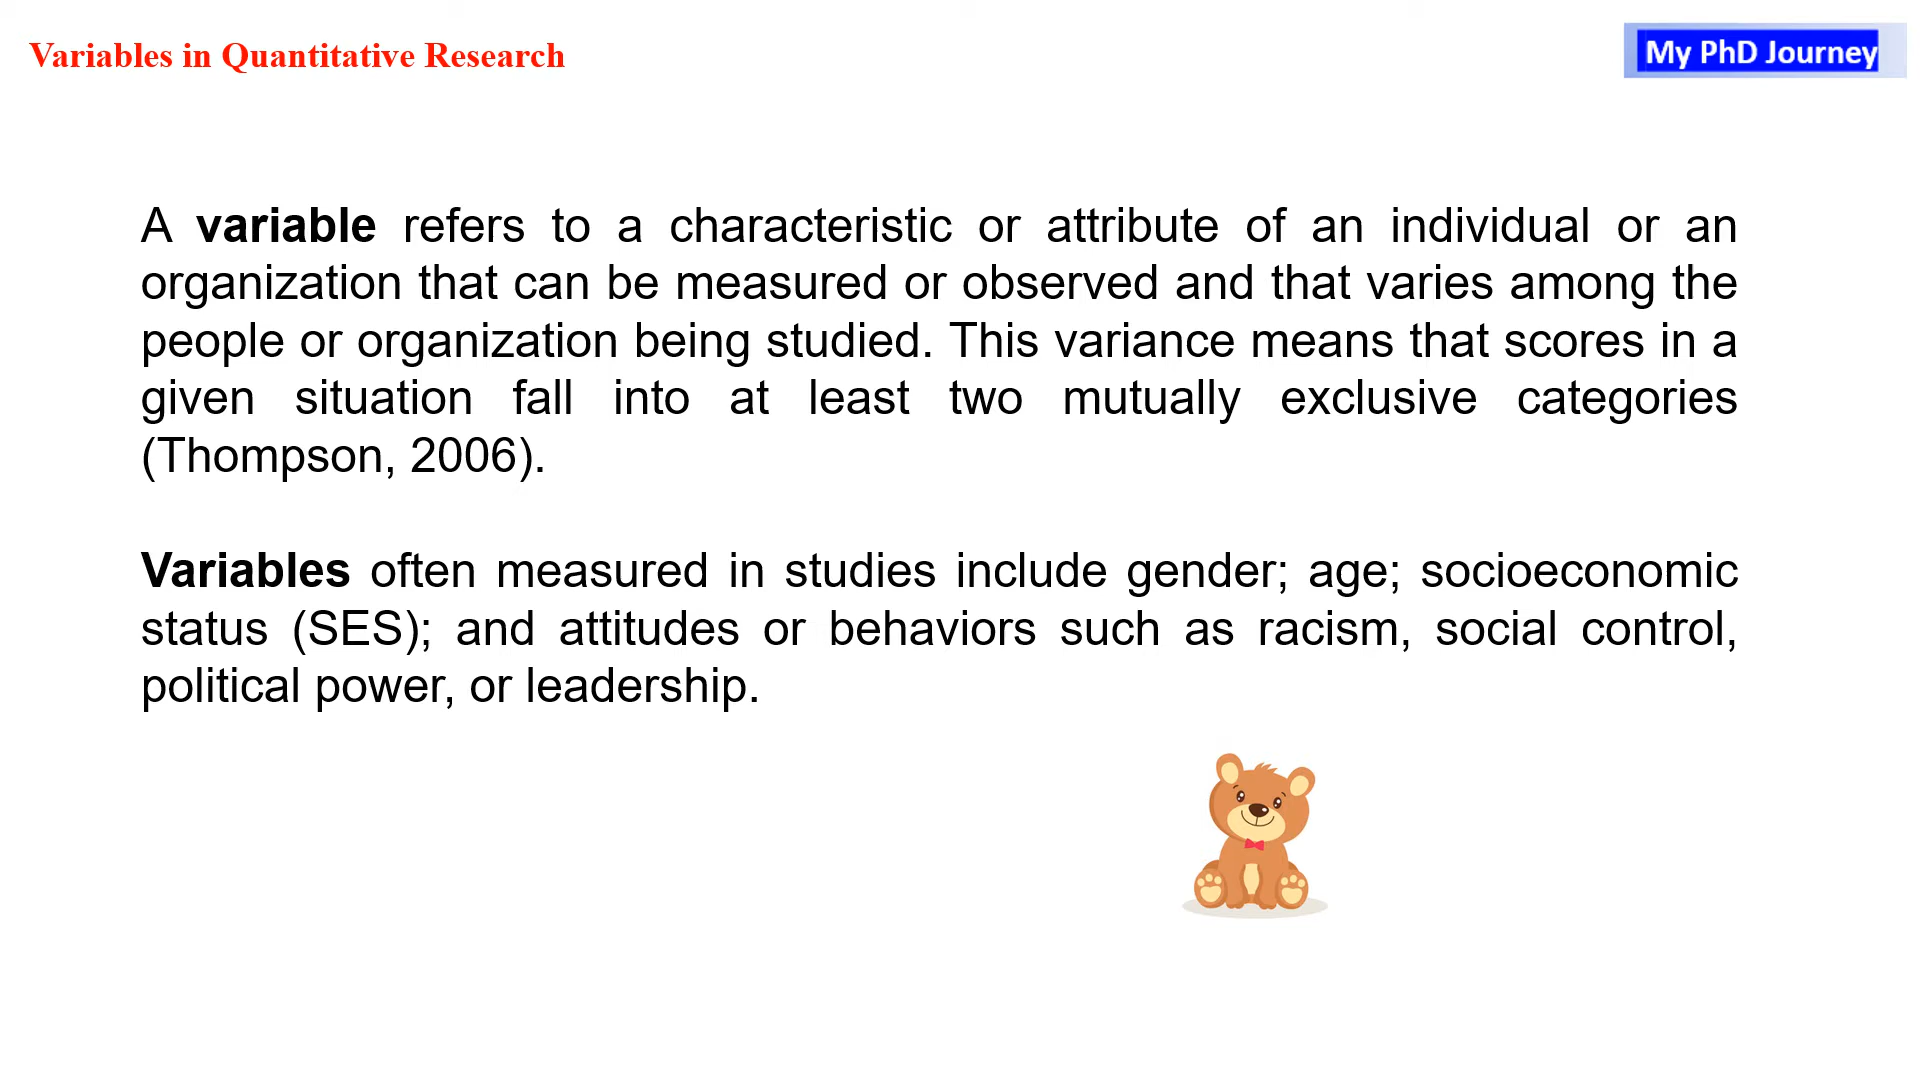 Variables in Quantitative Research
My PhD Journey
A variable refers to a characteristic or attribute of an individual or an
organization that can be measured or observed and that varies among the
people or organization being studied. This variance means that scores in a
given situation fall into at least two mutually exclusive categories
(Thompson, 2006).
Variables often measured in studies include gender; age; socioeconomic
status (SES); and attitudes or behaviors such as racism, social control,
political power, or leadership.